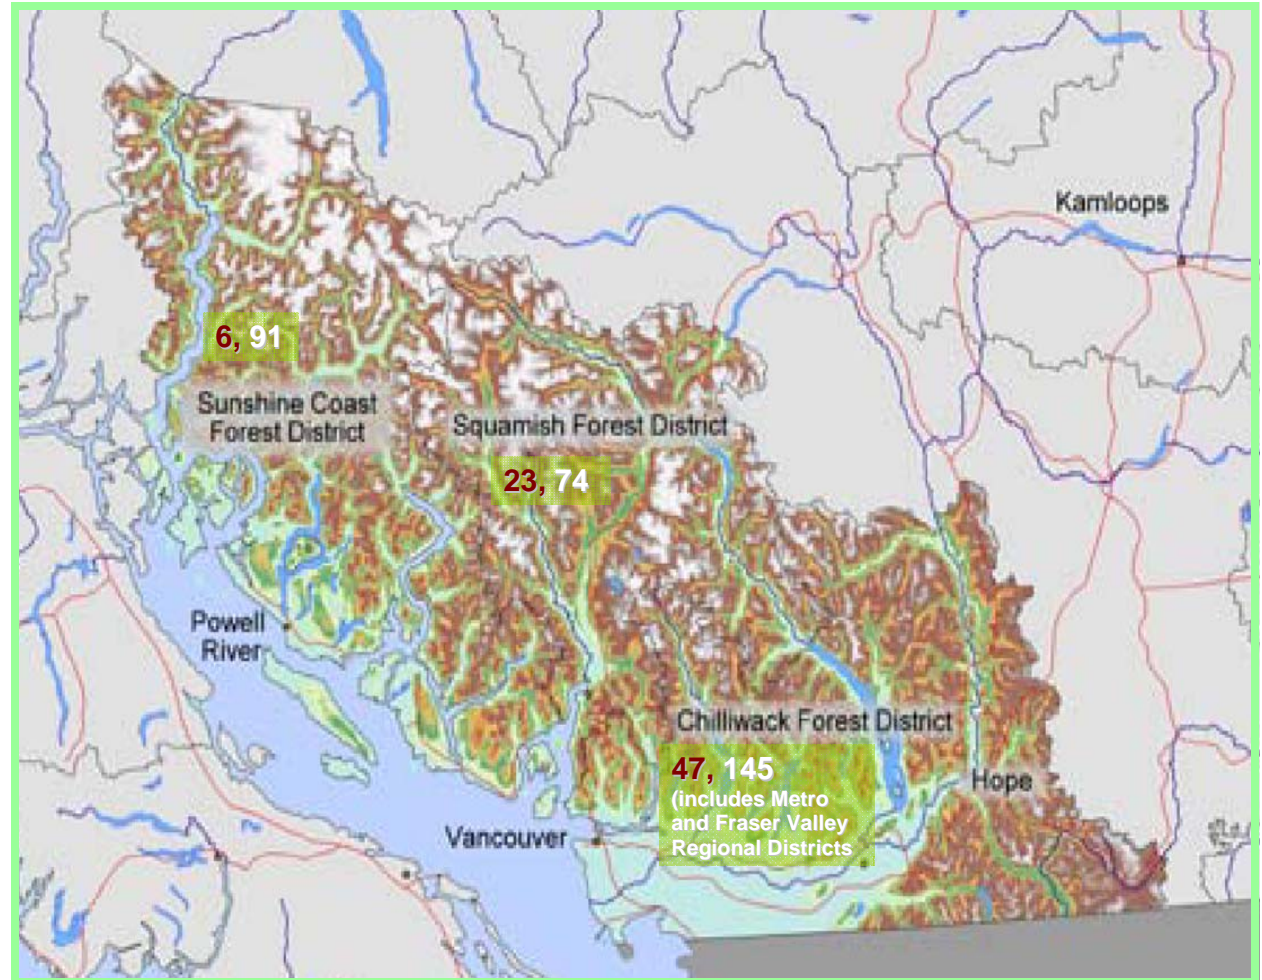 Kamloops
6, 91
Sunshine Coast
Forest District
Squamish Forest District
23, 74
Powell
River
Chilliwack Forest District
47, 145
(includes Metro
and Fraser Valley
Regional Districts
Hope
Vancouver